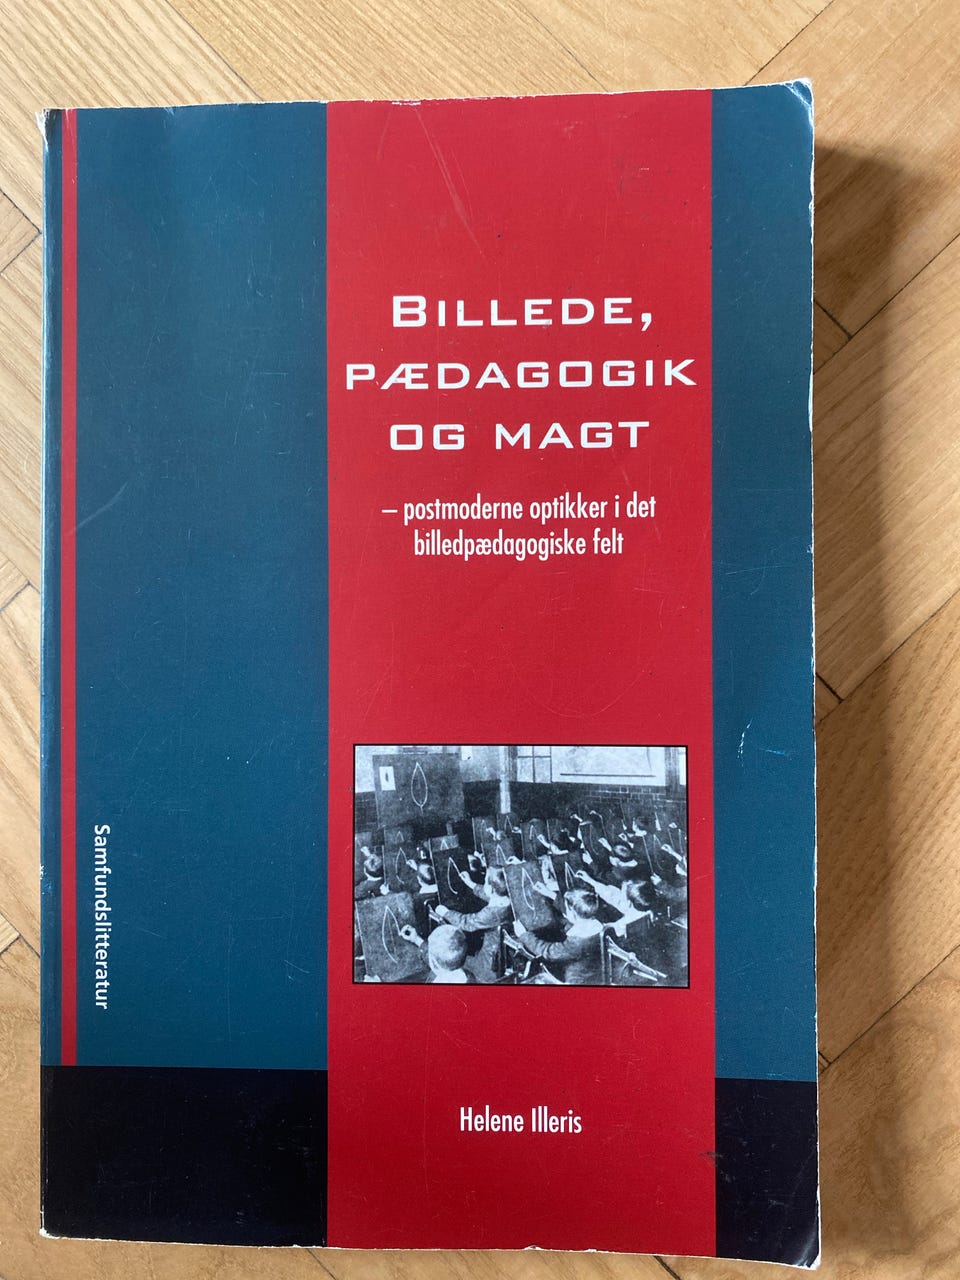 BILLEDE,
PÆDAGOGIK
OG MAGT
– postmoderne optikker i det
billedpædagogiske felt
Samfundslitteratur
Helene Illeris